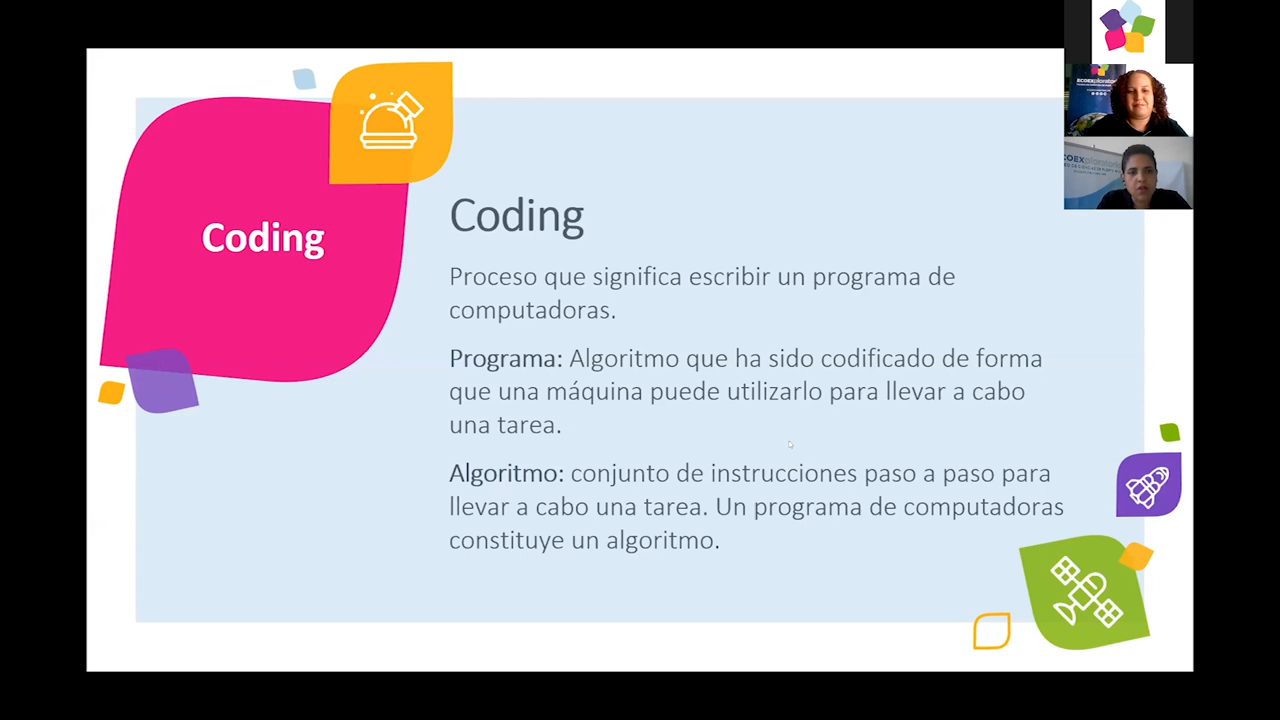 Coding
Coding
Proceso que significa escribir un programa de
computadoras.
Programa: Algoritmo que ha sido codificado de forma
que una máquina puede utilizarlo para llevar a cabo
una tarea.
Algoritmo: conjunto de instrucciones paso a paso para
llevar a cabo una tarea. Un programa de computadoras
constituye un algoritmo.